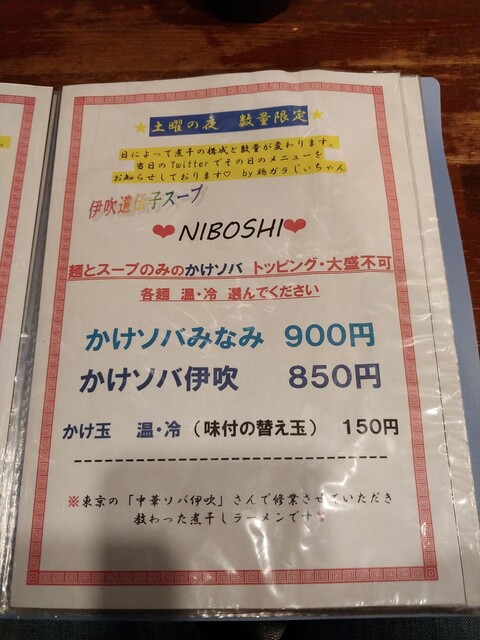 ★土曜の夜 数量限定★
日によって煮干の構成と数量が変わります。
当日のTwitterでその日のメニューを
お知らせしております♡ by鶏ガラじいちゃん
伊吹遺伝子スープ
❤NIBOSHI❤
麺とスープのみのかけソバ トッピング・大盛不可
各麺 温・冷 選んでください
かけソバみなみ 900円
かけソバ伊吹 850円
かけ玉 温・冷（味付の替え玉） 150円
※東京の「中華ソバ伊吹」さんで修業させていただき
教わった煮干しラーメンです❣